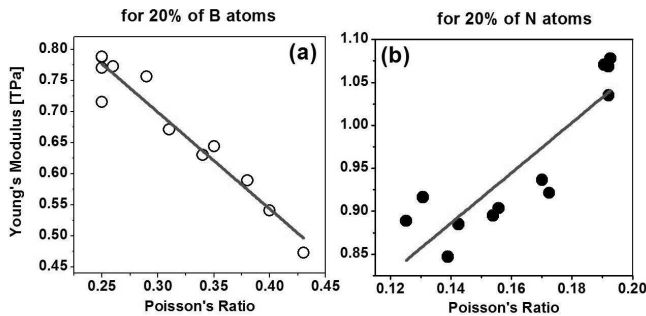 for 20% of B atoms
for 20% of N atoms
(a)
0.80
0.75
0.70
0.65
0.60
0.55
0.50
0.45
Young's Modulus [TPa]
0.25 0.30 0.35 0.40 0.45
Poisson's Ratio
(b)
1.10
1.05
1.00
0.95
0.90
0.85
0.12 0.14 0.16 0.18 0.20
Poisson's Ratio